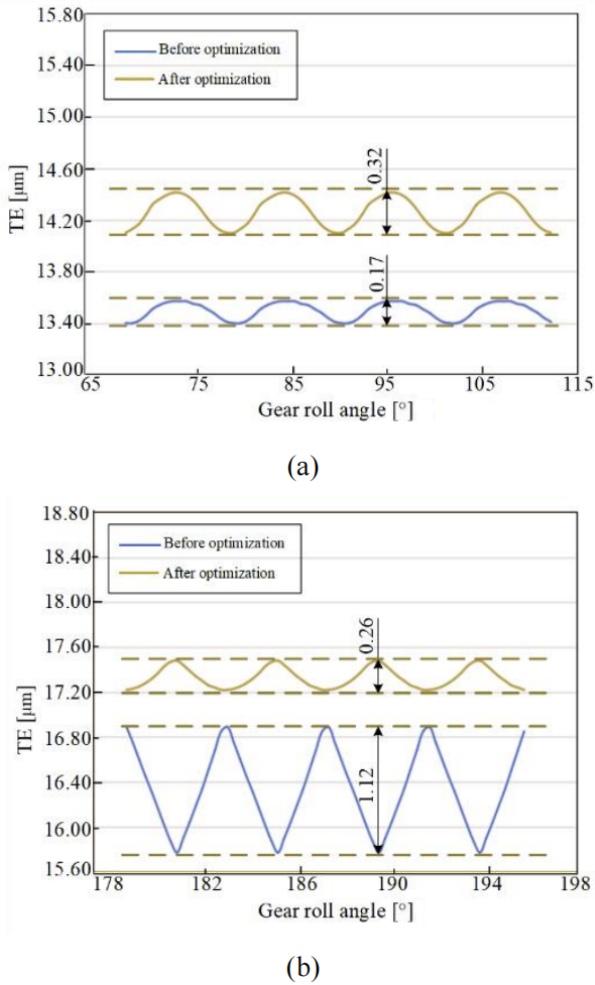 15.80
Before optimization
After optimization
15.40
15.00
14.60
14.20
13.80
13.40
13.00
TE [μm]
0.32
0.17
65 75 85 95 105 115
Gear roll angle [°]
(a)
18.80
Before optimization
After optimization
18.40
18.00
17.60
17.20
16.80
16.40
16.00
15.60
TE [μm]
0.26
1.12
178 182 186 190 194 198
Gear roll angle [°]
(b)